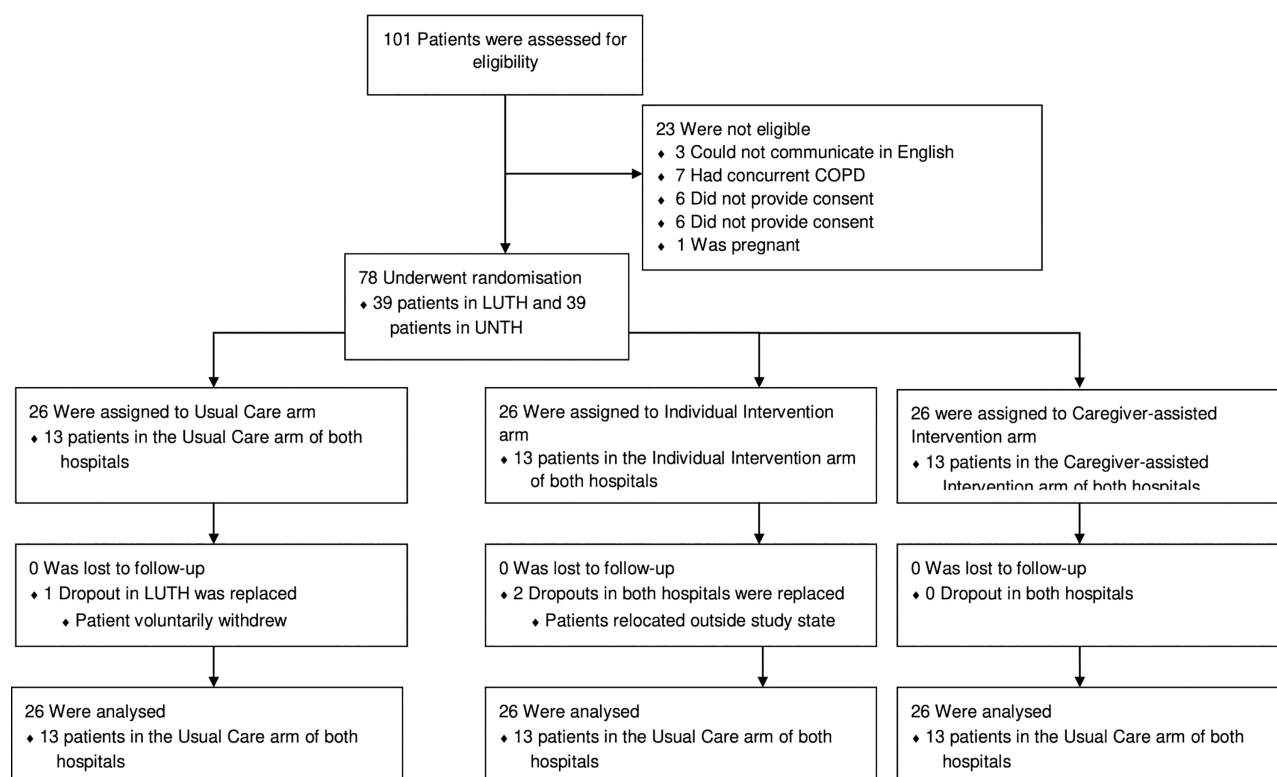 101 Patients were assessed for
eligibility
23 Were not eligible
♦ 3 Could not communicate in English
♦ 7 Had concurrent COPD
♦ 6 Did not provide consent
♦ 6 Did not provide consent
♦ 1 Was pregnant
78 Underwent randomisation
♦ 39 patients in LUTH and 39
patients in UNTH
26 Were assigned to Usual Care arm
♦ 13 patients in the Usual Care arm of both
hospitals
26 Were assigned to Individual Intervention
arm
♦ 13 patients in the Individual Intervention arm
of both hospitals
26 were assigned to Caregiver-assisted
Intervention arm
♦ 13 patients in the Caregiver-assisted
Intervention arm of both hospitals
0 Was lost to follow-up
♦ 1 Dropout in LUTH was replaced
♦ Patient voluntarily withdrew
0 Was lost to follow-up
♦ 2 Dropouts in both hospitals were replaced
♦ Patients relocated outside study state
0 Was lost to follow-up
♦ 0 Dropout in both hospitals
26 Were analysed
♦ 13 patients in the Usual Care arm of both
hospitals
26 Were analysed
♦ 13 patients in the Usual Care arm of both
hospitals
26 Were analysed
♦ 13 patients in the Usual Care arm of both
hospitals